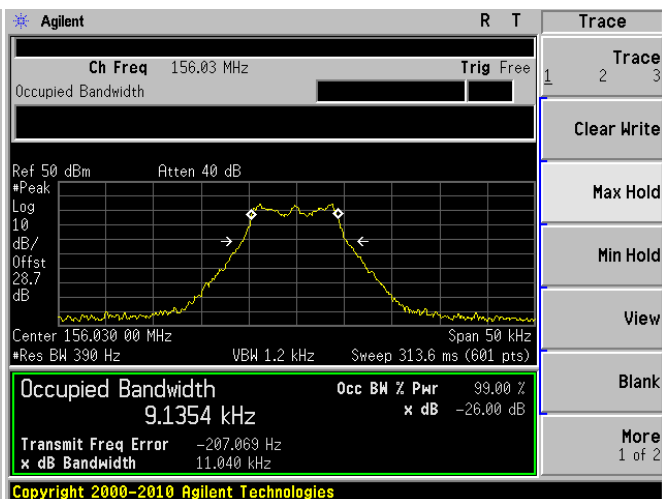 Agilent R T
Trace
Ch Freq 156.03 MHz Trig Free
Occupied Bandwidth
Trace
1 2 3
Clear Write
Max Hold
Min Hold
View
Blank
More
1 of 2
Ref 50 dBm Atten 40 dB
#Peak
Log
10
dB/
Offst
28.7
dB
Center 156.030 00 MHz Span 50 kHz
#Res BW 390 Hz VBW 1.2 kHz Sweep 313.6 ms (601 pts)
Occupied Bandwidth Occ BW % Pwr 99.00 %
9.1354 kHz x dB -26.00 dB
Transmit Freq Error -207.069 Hz
x dB Bandwidth 11.040 kHz
Copyright 2000-2010 Agilent Technologies